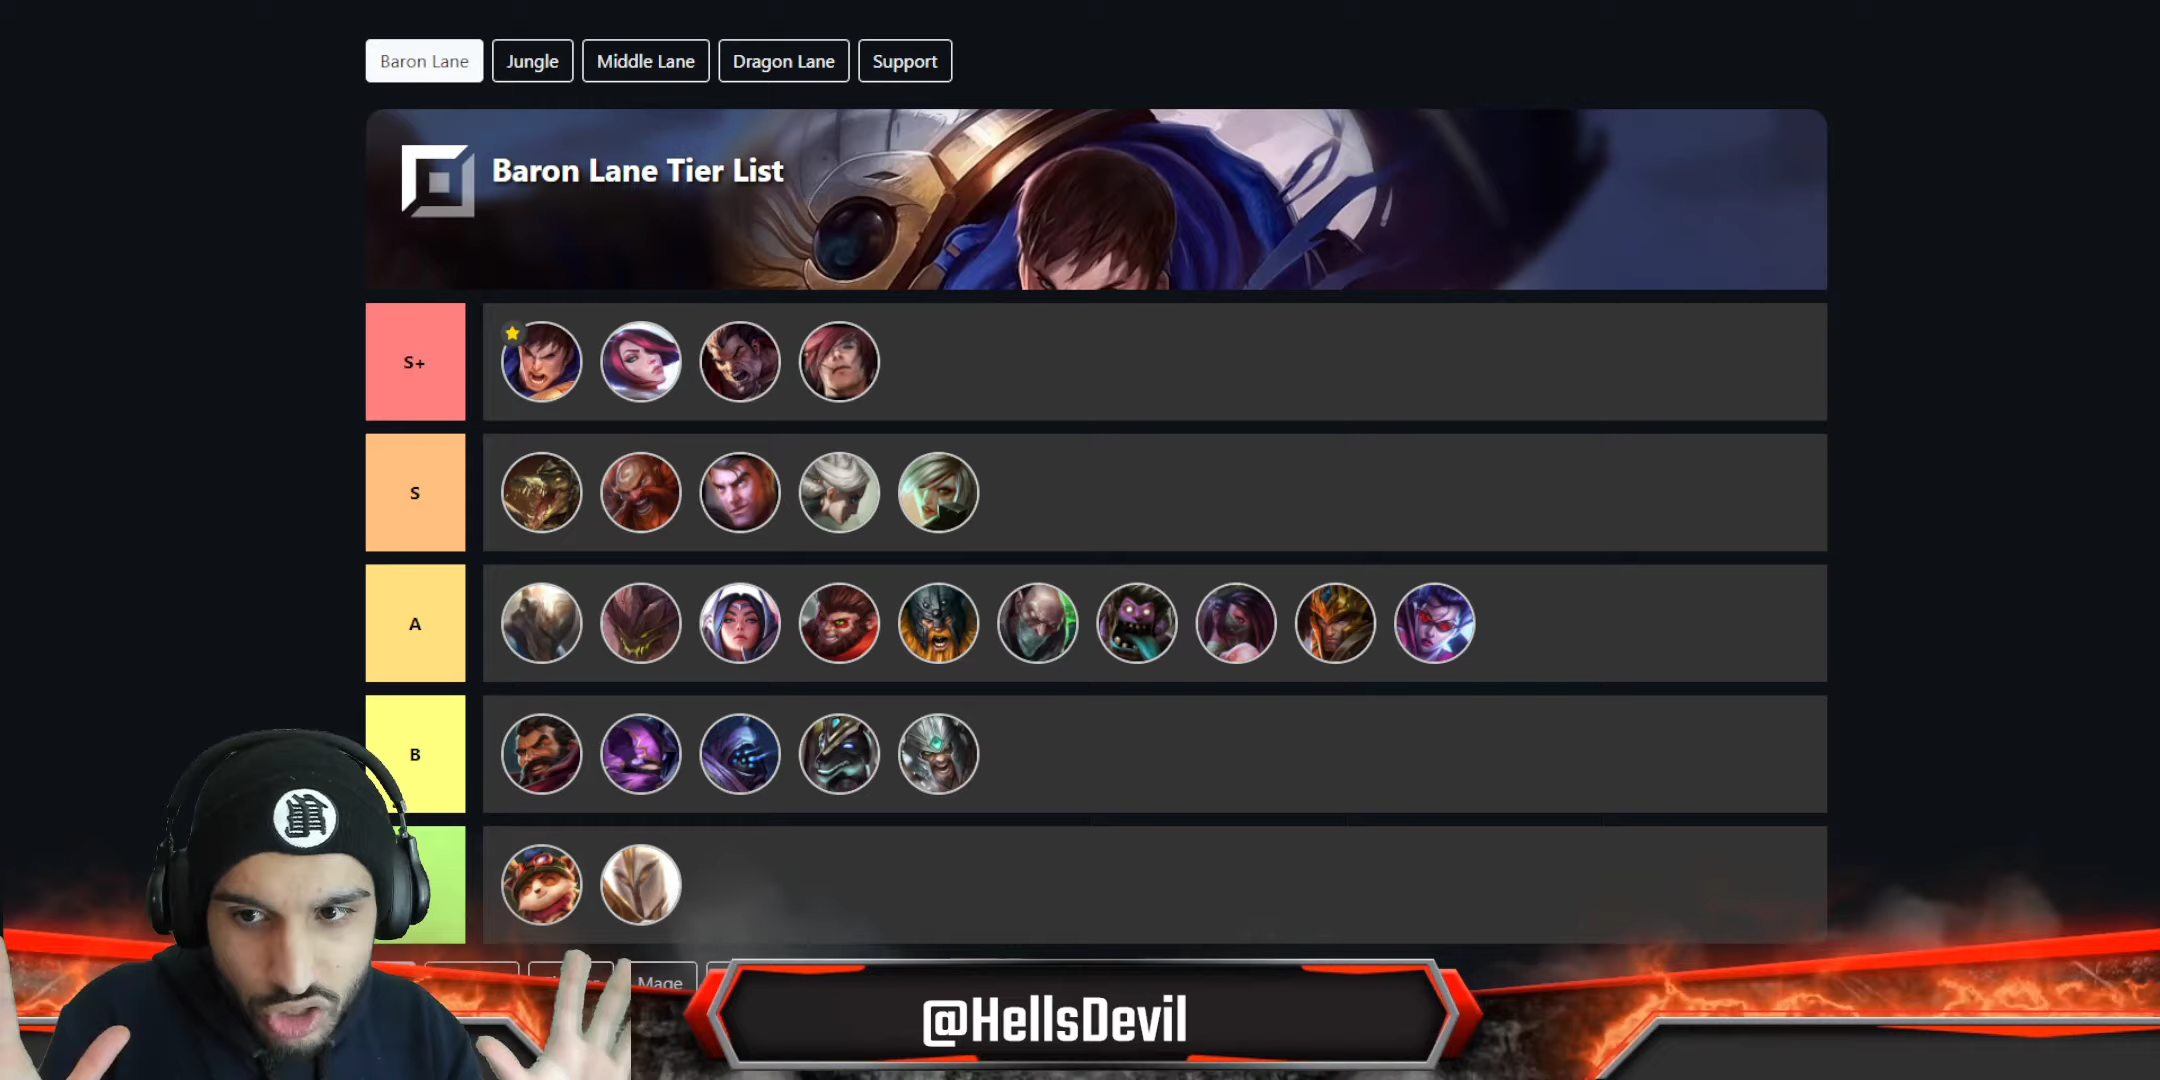 Baron Lane
Jungle
Middle Lane
Dragon Lane
Support
Baron Lane Tier List
S+
S
A
B
Mage
@HellsDevil